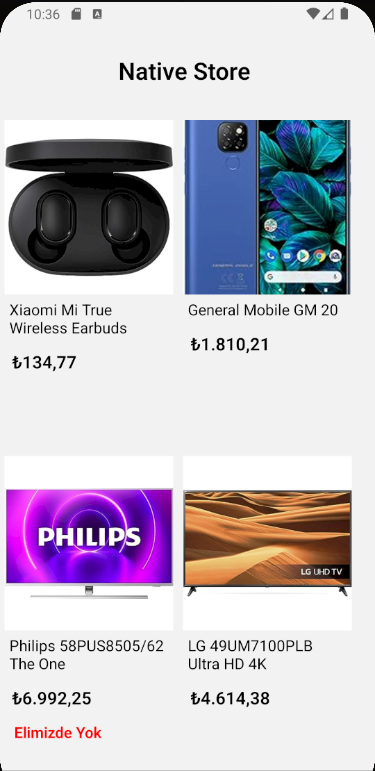 10:36
Native Store
Xiaomi Mi True
Wireless Earbuds
₺134,77
General Mobile GM 20
₺1.810,21
PHILIPS
LG UHD TV
Philips 58PUS8505/62
The One
₺6.992,25
Elimizde Yok
LG 49UM7100PLB
Ultra HD 4K
₺4.614,38